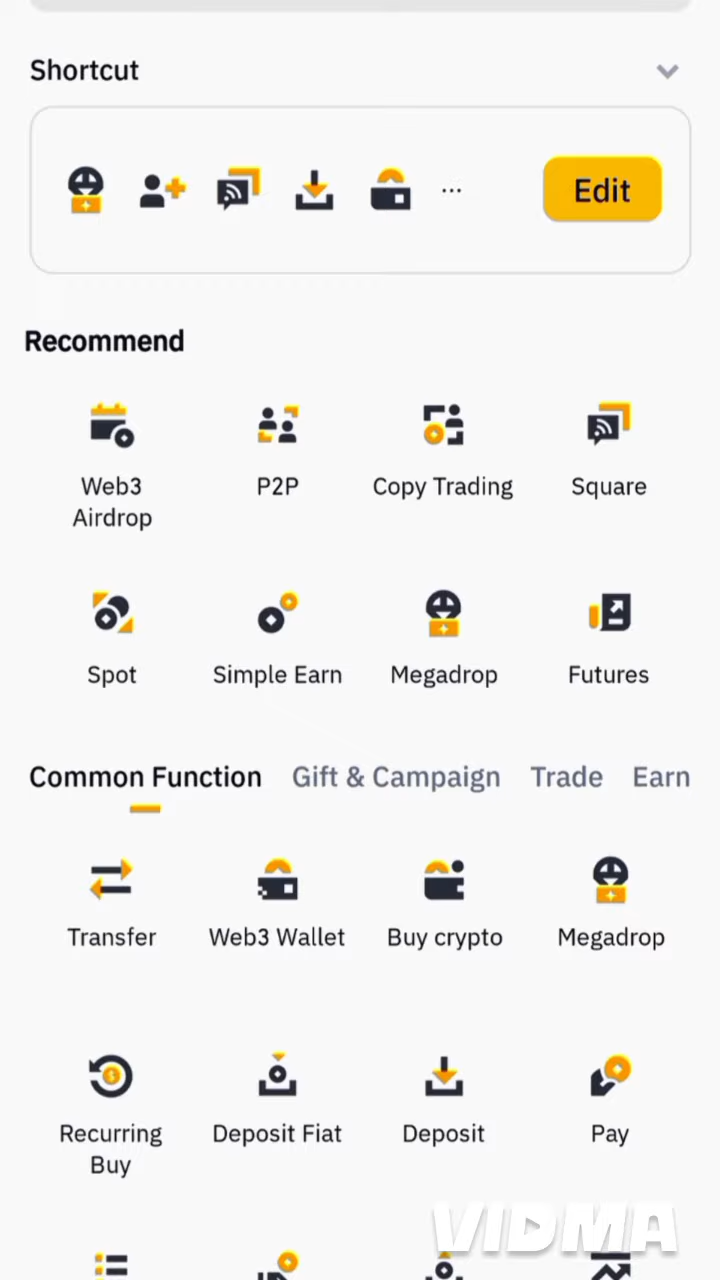 Shortcut
... Edit
Recommend
Web3 P2P Copy Trading Square
Airdrop
Spot Simple Earn Megadrop Futures
Common Function Gift & Campaign Trade Earn
Transfer Web3 Wallet Buy crypto Megadrop
Recurring Deposit Fiat Deposit Pay
Buy
VIDMA